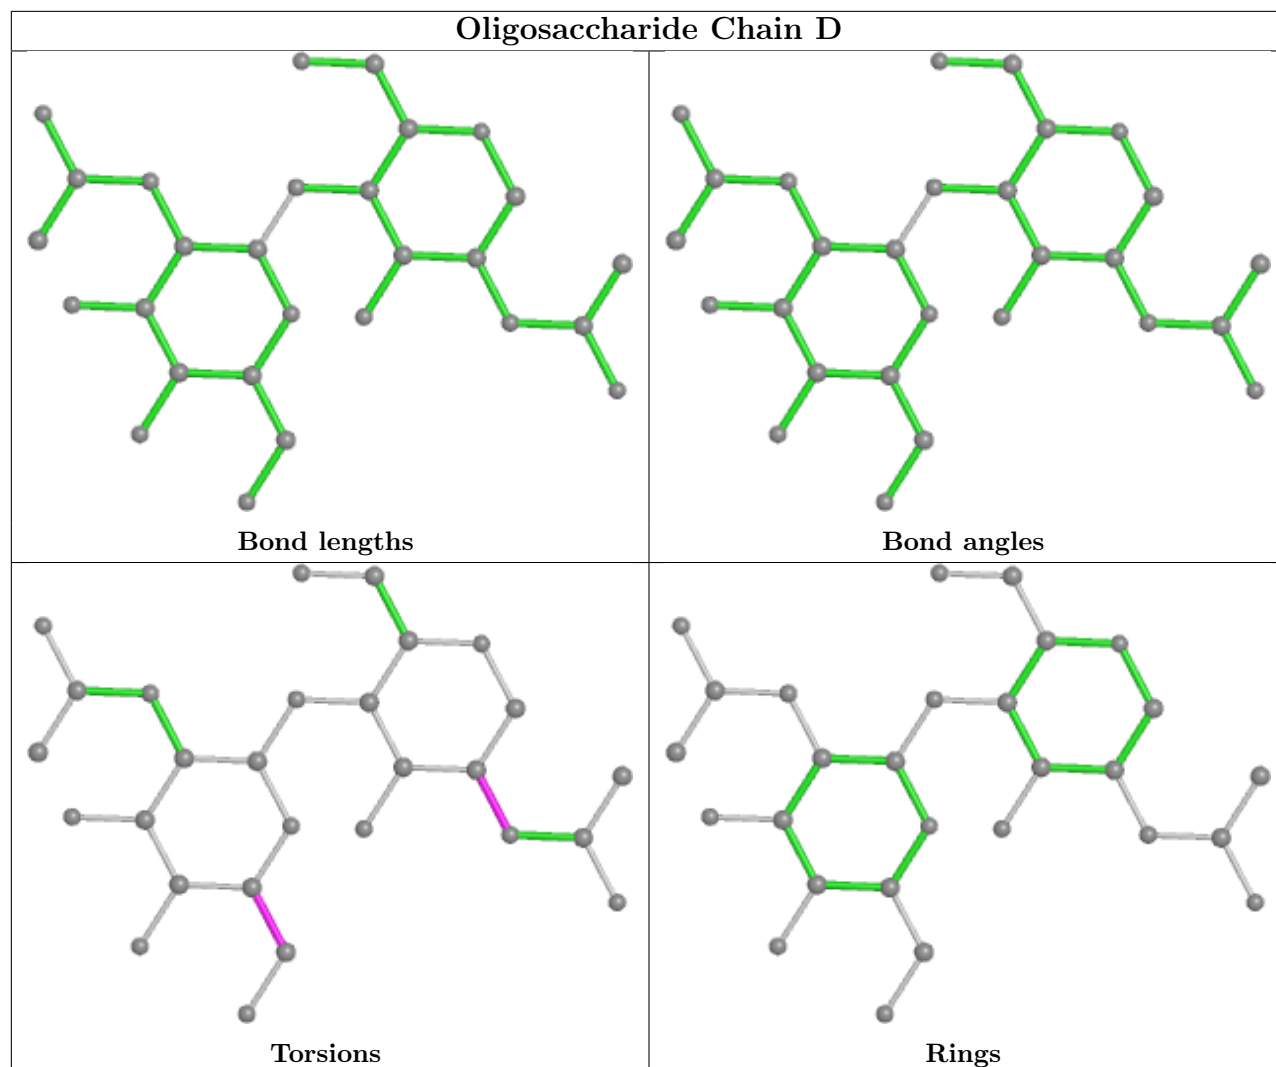 Oligosaccharide Chain D
Bond lengths
Bond angles
Torsions
Rings